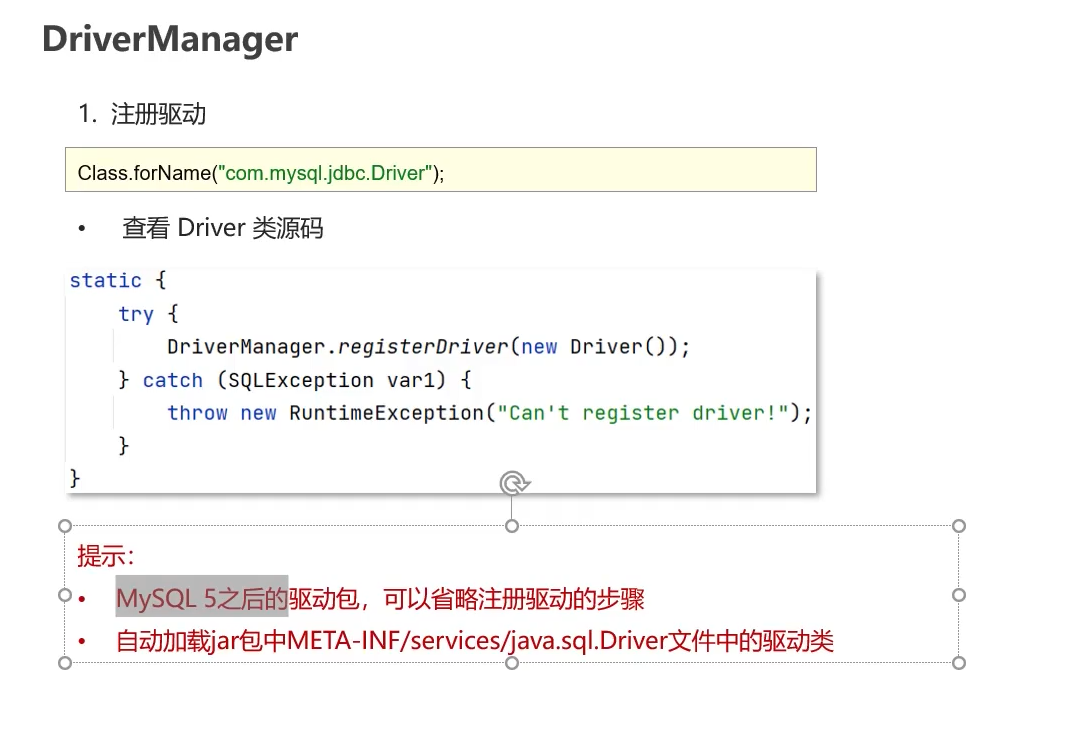 DriverManager
1. 注册驱动
Class.forName("com.mysql.jdbc.Driver");
• 查看 Driver 类源码
static {
    try {
        DriverManager.registerDriver(new Driver());
    } catch (SQLException var1) {
        throw new RuntimeException("Can't register driver!");
    }
}
提示：
• MySQL 5之后的驱动包，可以省略注册驱动的步骤
• 自动加载jar包中META-INF/services/java.sql.Driver文件中的驱动类